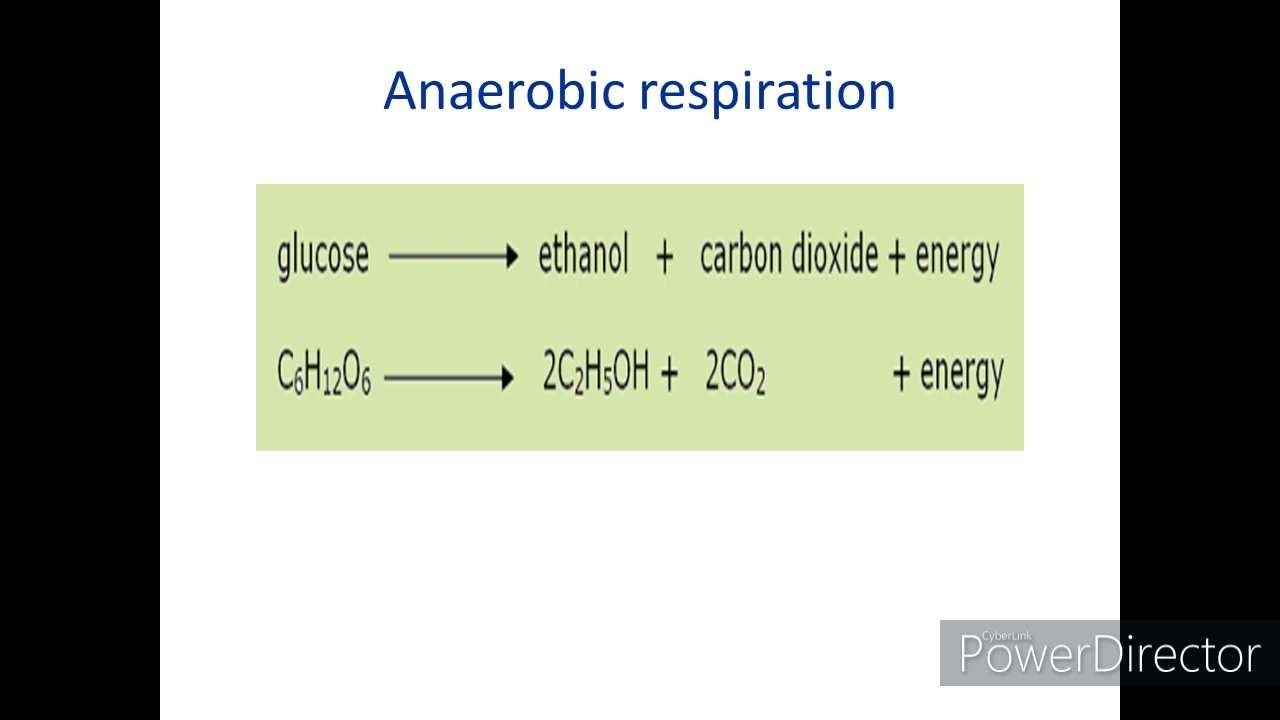 Anaerobic respiration
glucose ⟶ ethanol + carbon dioxide + energy
C₆H₁₂O₆ ⟶ 2C₂H₅OH + 2CO₂ + energy
CyberLink
PowerDirector